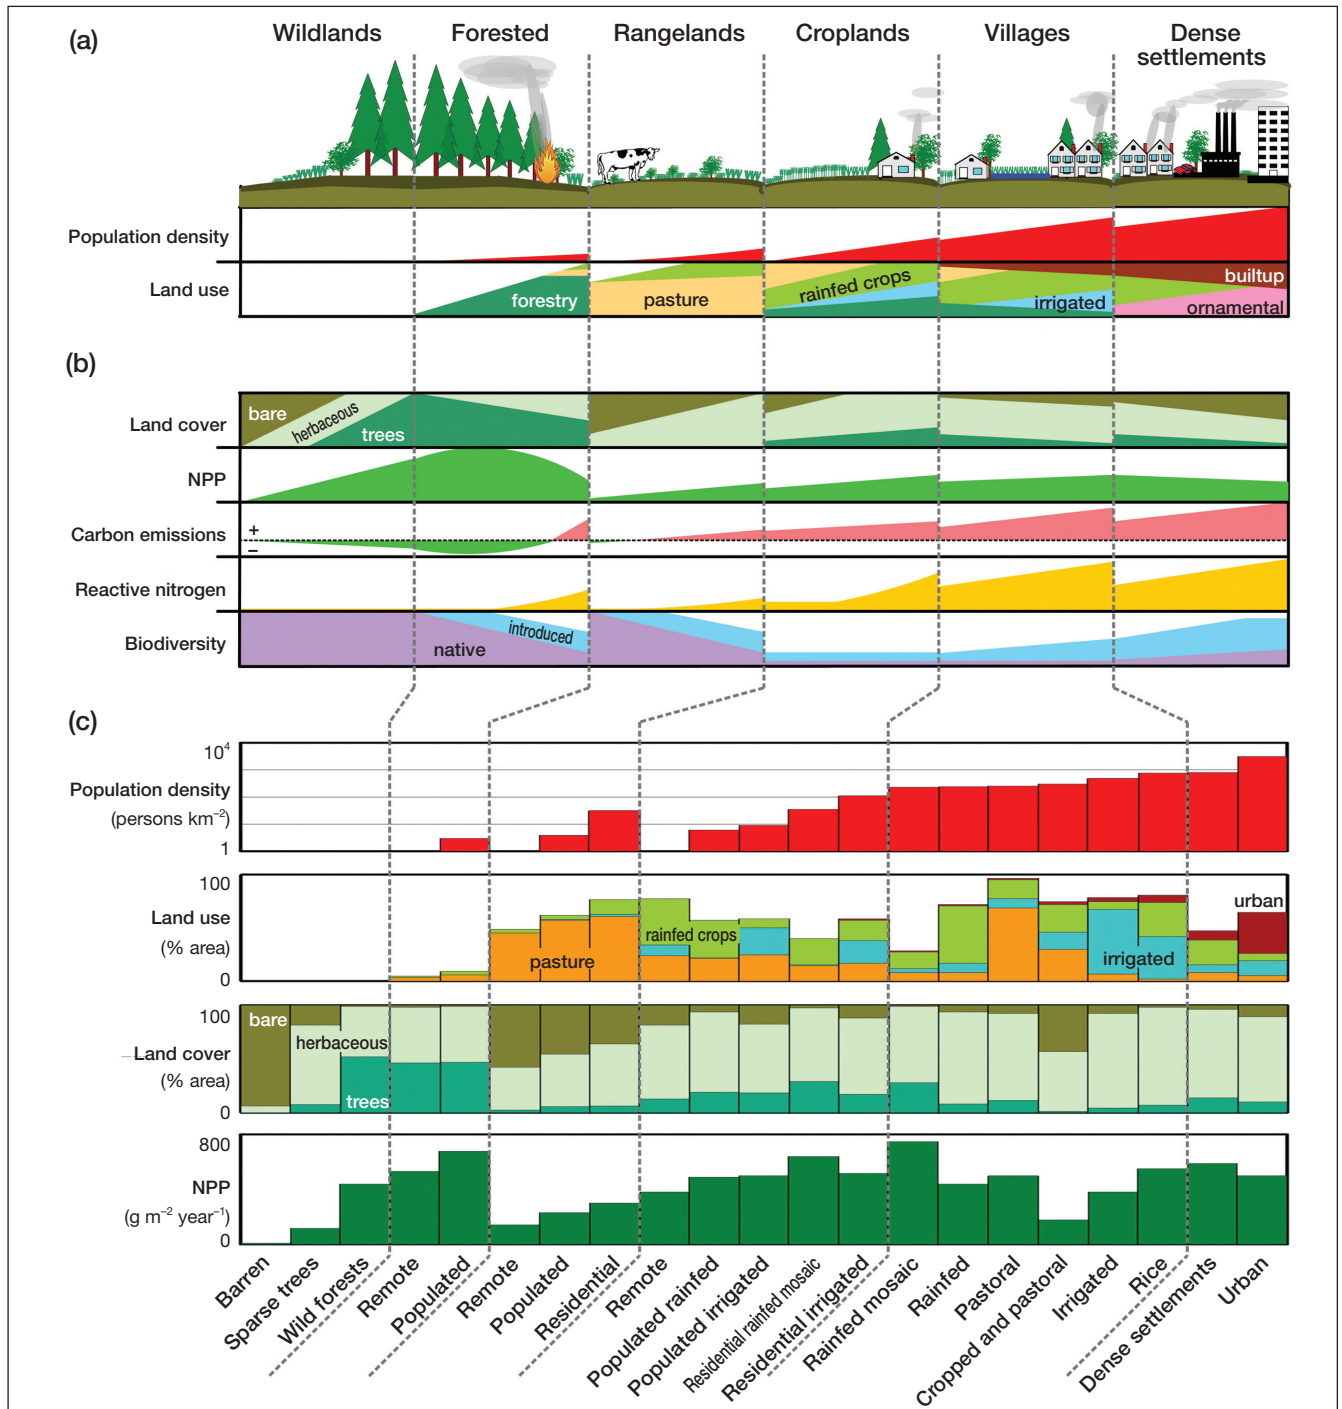 (a)
Wildlands Forested Rangelands Croplands Villages Dense
settlements
Population density
Land use
forestry
pasture
rainfed crops
irrigated
builtup
ornamental
(b)
Land cover
bare
herbaceous
trees
NPP
Carbon emissions
+
−
Reactive nitrogen
Biodiversity
introduced
native
(c)
10⁴
Population density
(persons km⁻²)
1
100
Land use
(% area)
0
pasture
rainfed crops
irrigated
urban
100
Land cover
(% area)
0
bare
herbaceous
trees
800
NPP
(g m⁻² year⁻¹)
0
Barren
Sparse trees
Wild forests
Remote
Populated
Remote
Populated
Residential
Remote
Populated rainfed
Populated irrigated
Residential rainfed mosaic
Residential irrigated
Rainfed mosaic
Rainfed
Pastoral
Cropped and pastoral
Irrigated
Rice
Dense settlements
Urban